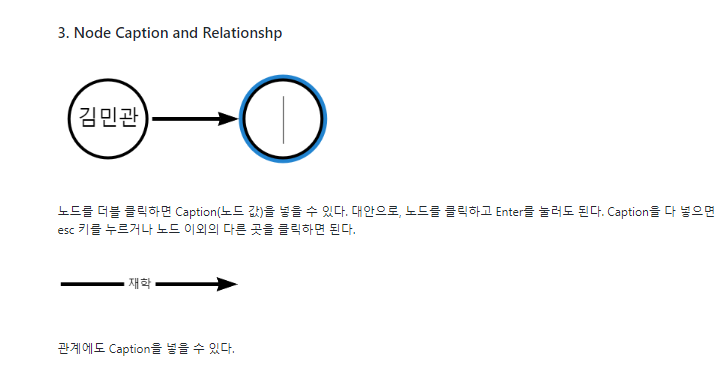 3. Node Caption and Relationshp
김민관
노드를 더블 클릭하면 Caption(노드 값)을 넣을 수 있다. 대안으로, 노드를 클릭하고 Enter를 눌러도 된다. Caption을 다 넣으면
esc 키를 누르거나 노드 이외의 다른 곳을 클릭하면 된다.
재학
관계에도 Caption을 넣을 수 있다.